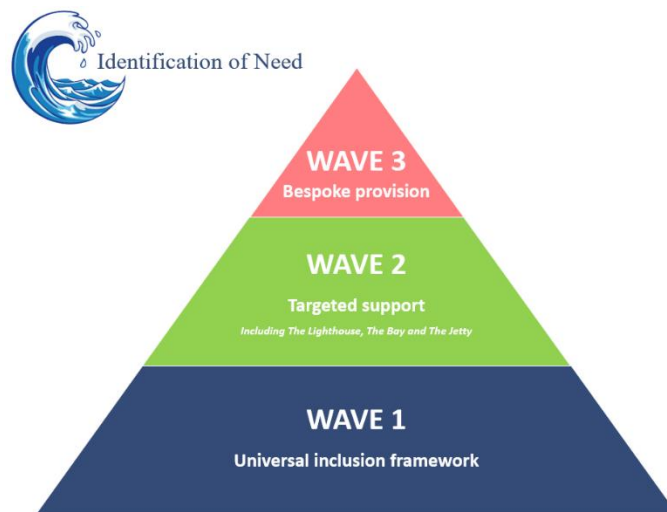 Identification of Need
WAVE 3
Bespoke provision
WAVE 2
Targeted support
Including The Lighthouse, The Bay and The Jetty
WAVE 1
Universal inclusion framework